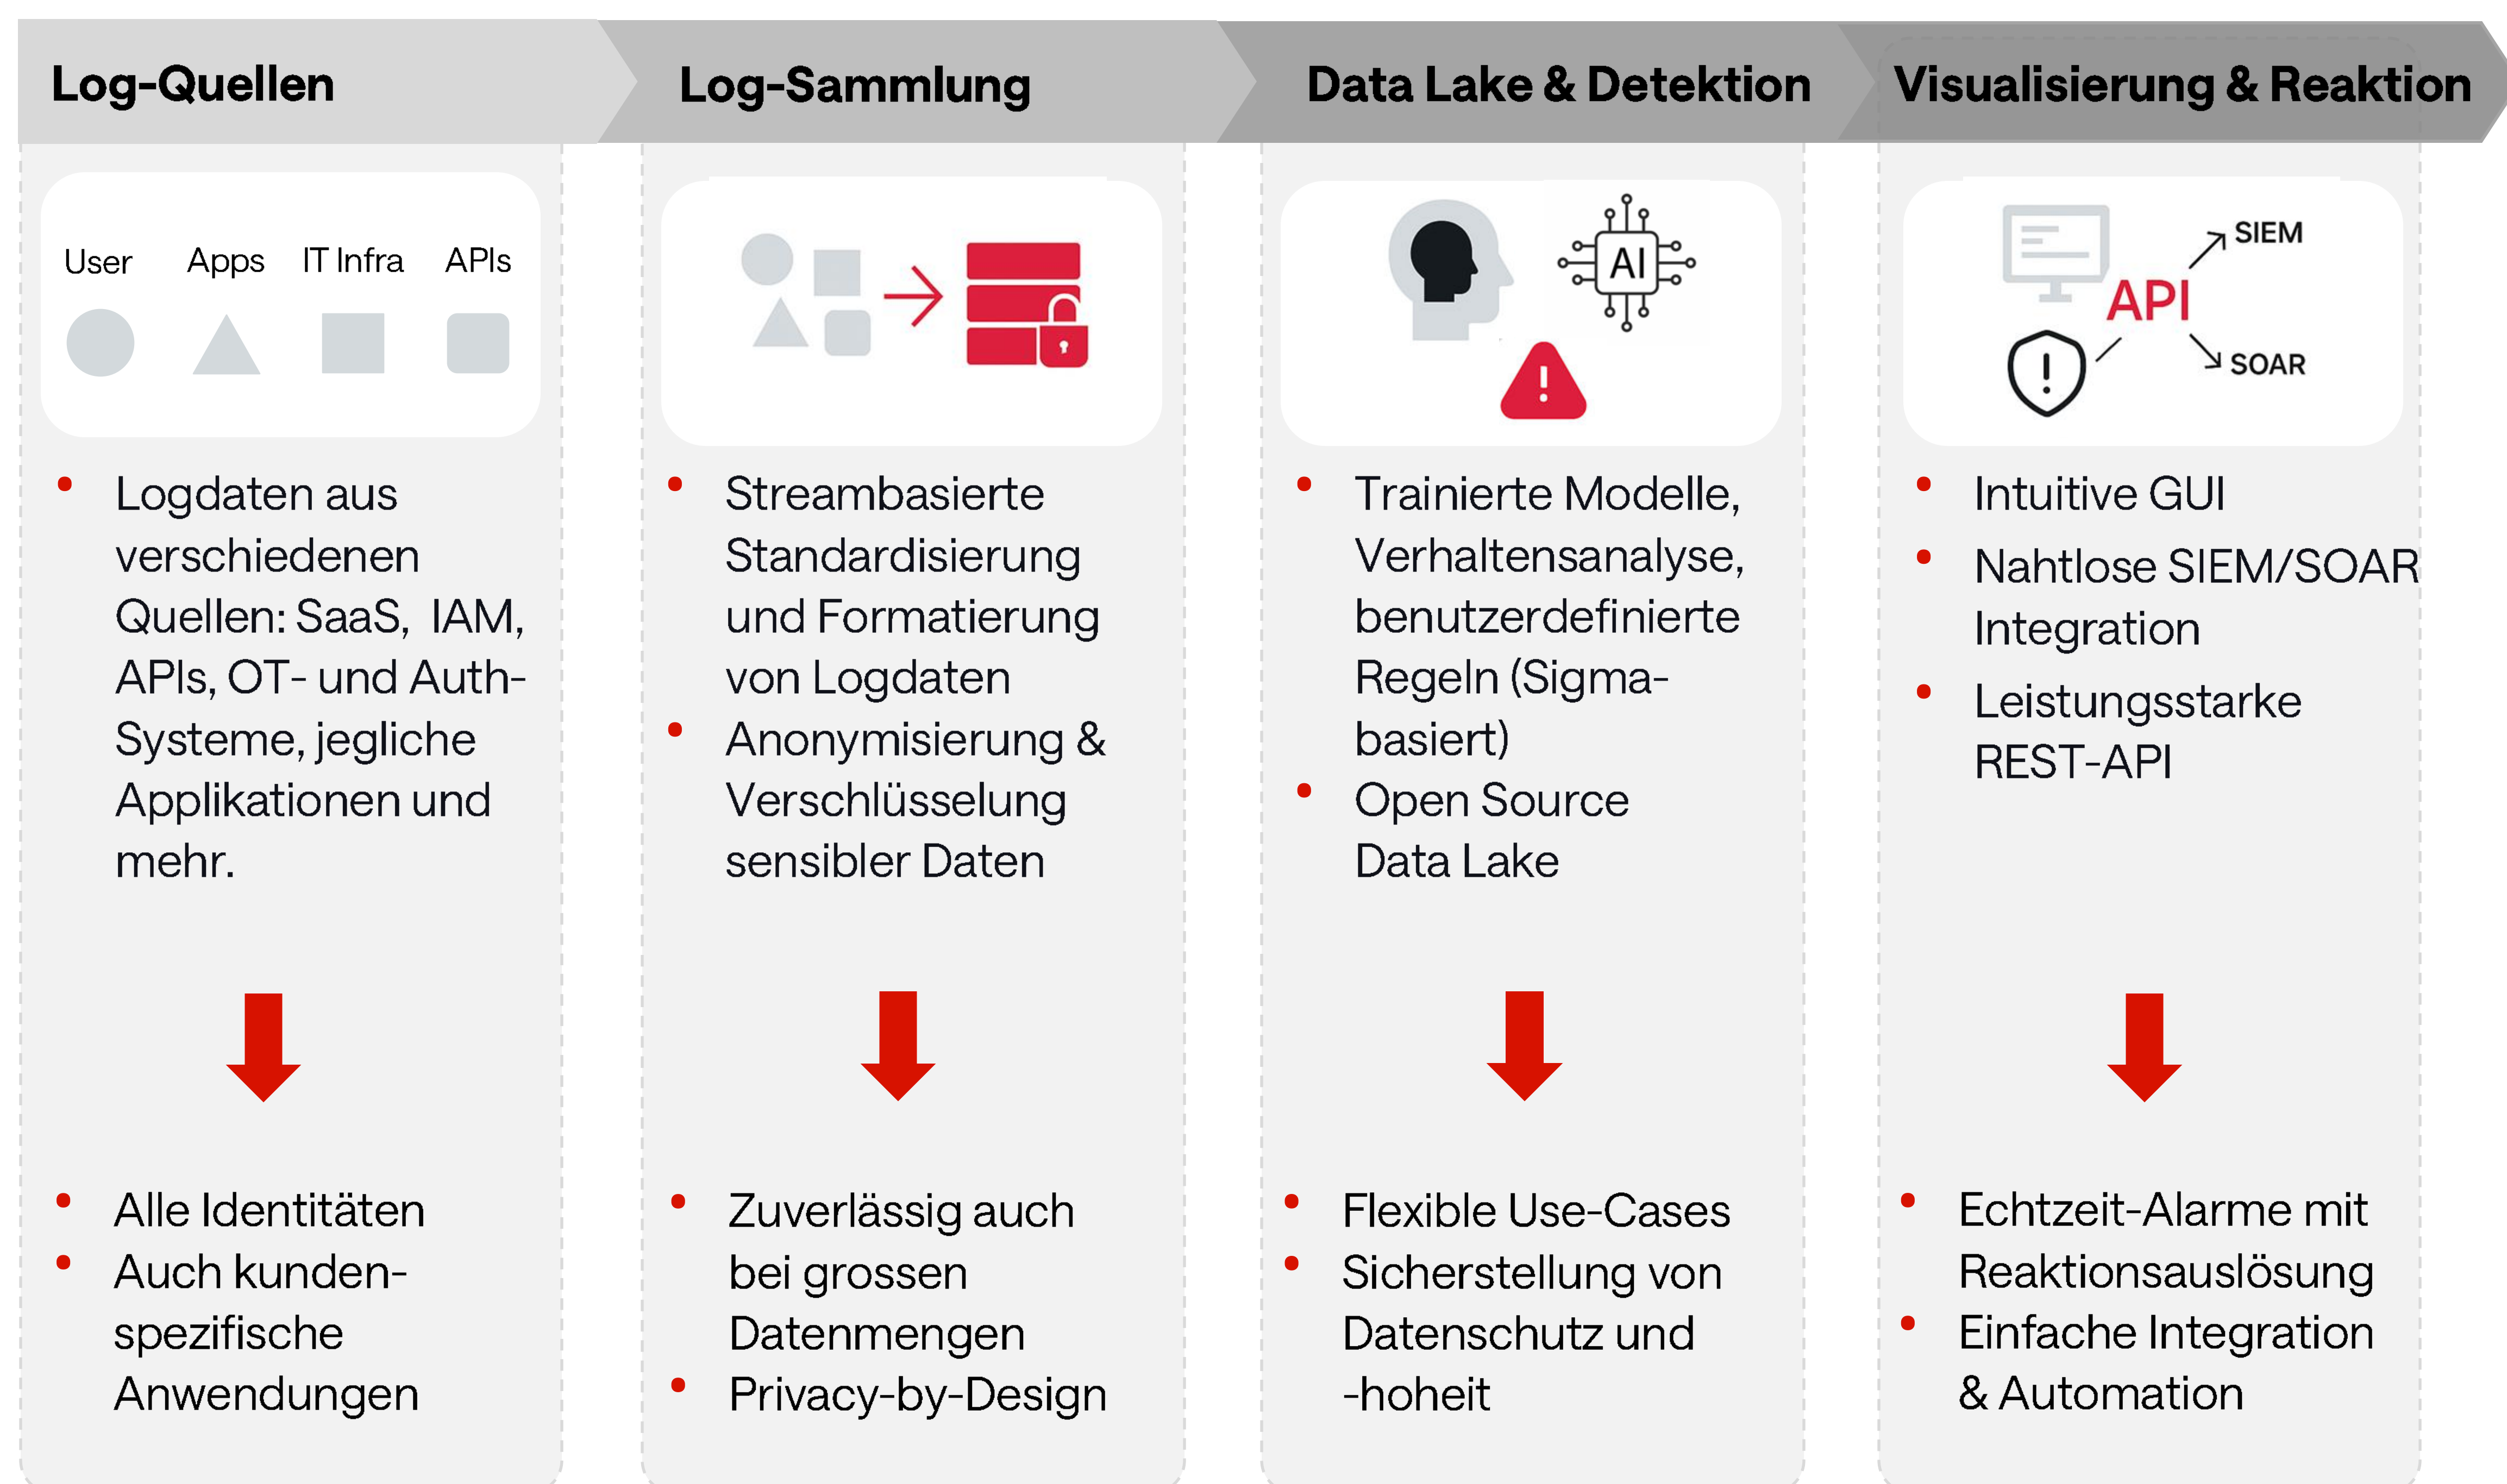 Log-Quellen
Log-Sammlung
Data Lake & Detektion
Visualisierung & Reaktion
User Apps IT Infra APIs
Logdaten aus
verschiedenen
Quellen: SaaS, IAM,
APIs, OT- und Auth-
Systeme, jegliche
Applikationen und
mehr.
Alle Identitäten
Auch kunden-
spezifische
Anwendungen
Streambasierte
Standardisierung
und Formatierung
von Logdaten
Anonymisierung &
Verschlüsselung
sensibler Daten
Zuverlässig auch
bei grossen
Datenmengen
Privacy-by-Design
AI
!
Trainierte Modelle,
Verhaltensanalyse,
benutzerdefinierte
Regeln (Sigma-
basiert)
Open Source
Data Lake
Flexible Use-Cases
Sicherstellung von
Datenschutz und
-hoheit
SIEM
API
!
SOAR
Intuitive GUI
Nahtlose SIEM/SOAR
Integration
Leistungsstarke
REST-API
Echtzeit-Alarme mit
Reaktionsauslösung
Einfache Integration
& Automation